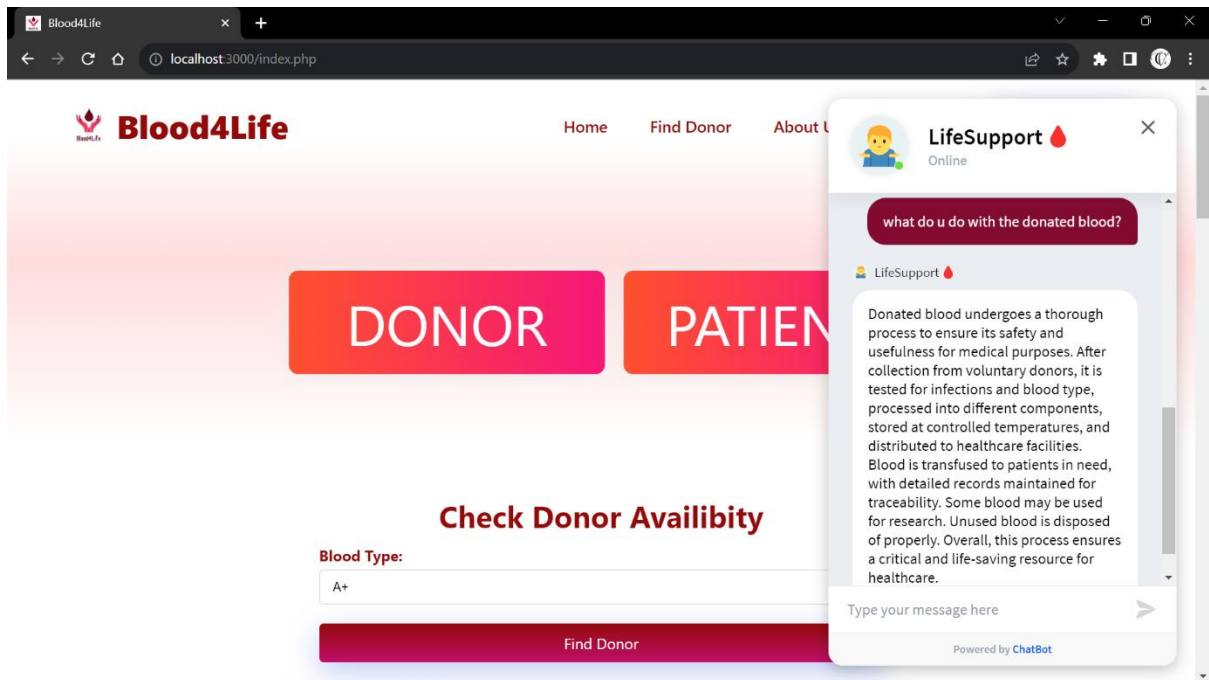 Blood4Life
localhost:3000/index.php
Blood4Life
Home Find Donor About U
DONOR
PATIEN
Check Donor Availibity
Blood Type:
A+
Find Donor
LifeSupport
Online
what do u do with the donated blood?
LifeSupport
Donated blood undergoes a thorough
process to ensure its safety and
usefulness for medical purposes. After
collection from voluntary donors, it is
tested for infections and blood type,
processed into different components,
stored at controlled temperatures, and
distributed to healthcare facilities.
Blood is transfused to patients in need,
with detailed records maintained for
traceability. Some blood may be used
for research. Unused blood is disposed
of properly. Overall, this process ensures
a critical and life-saving resource for
healthcare.
Type your message here
Powered by ChatBot